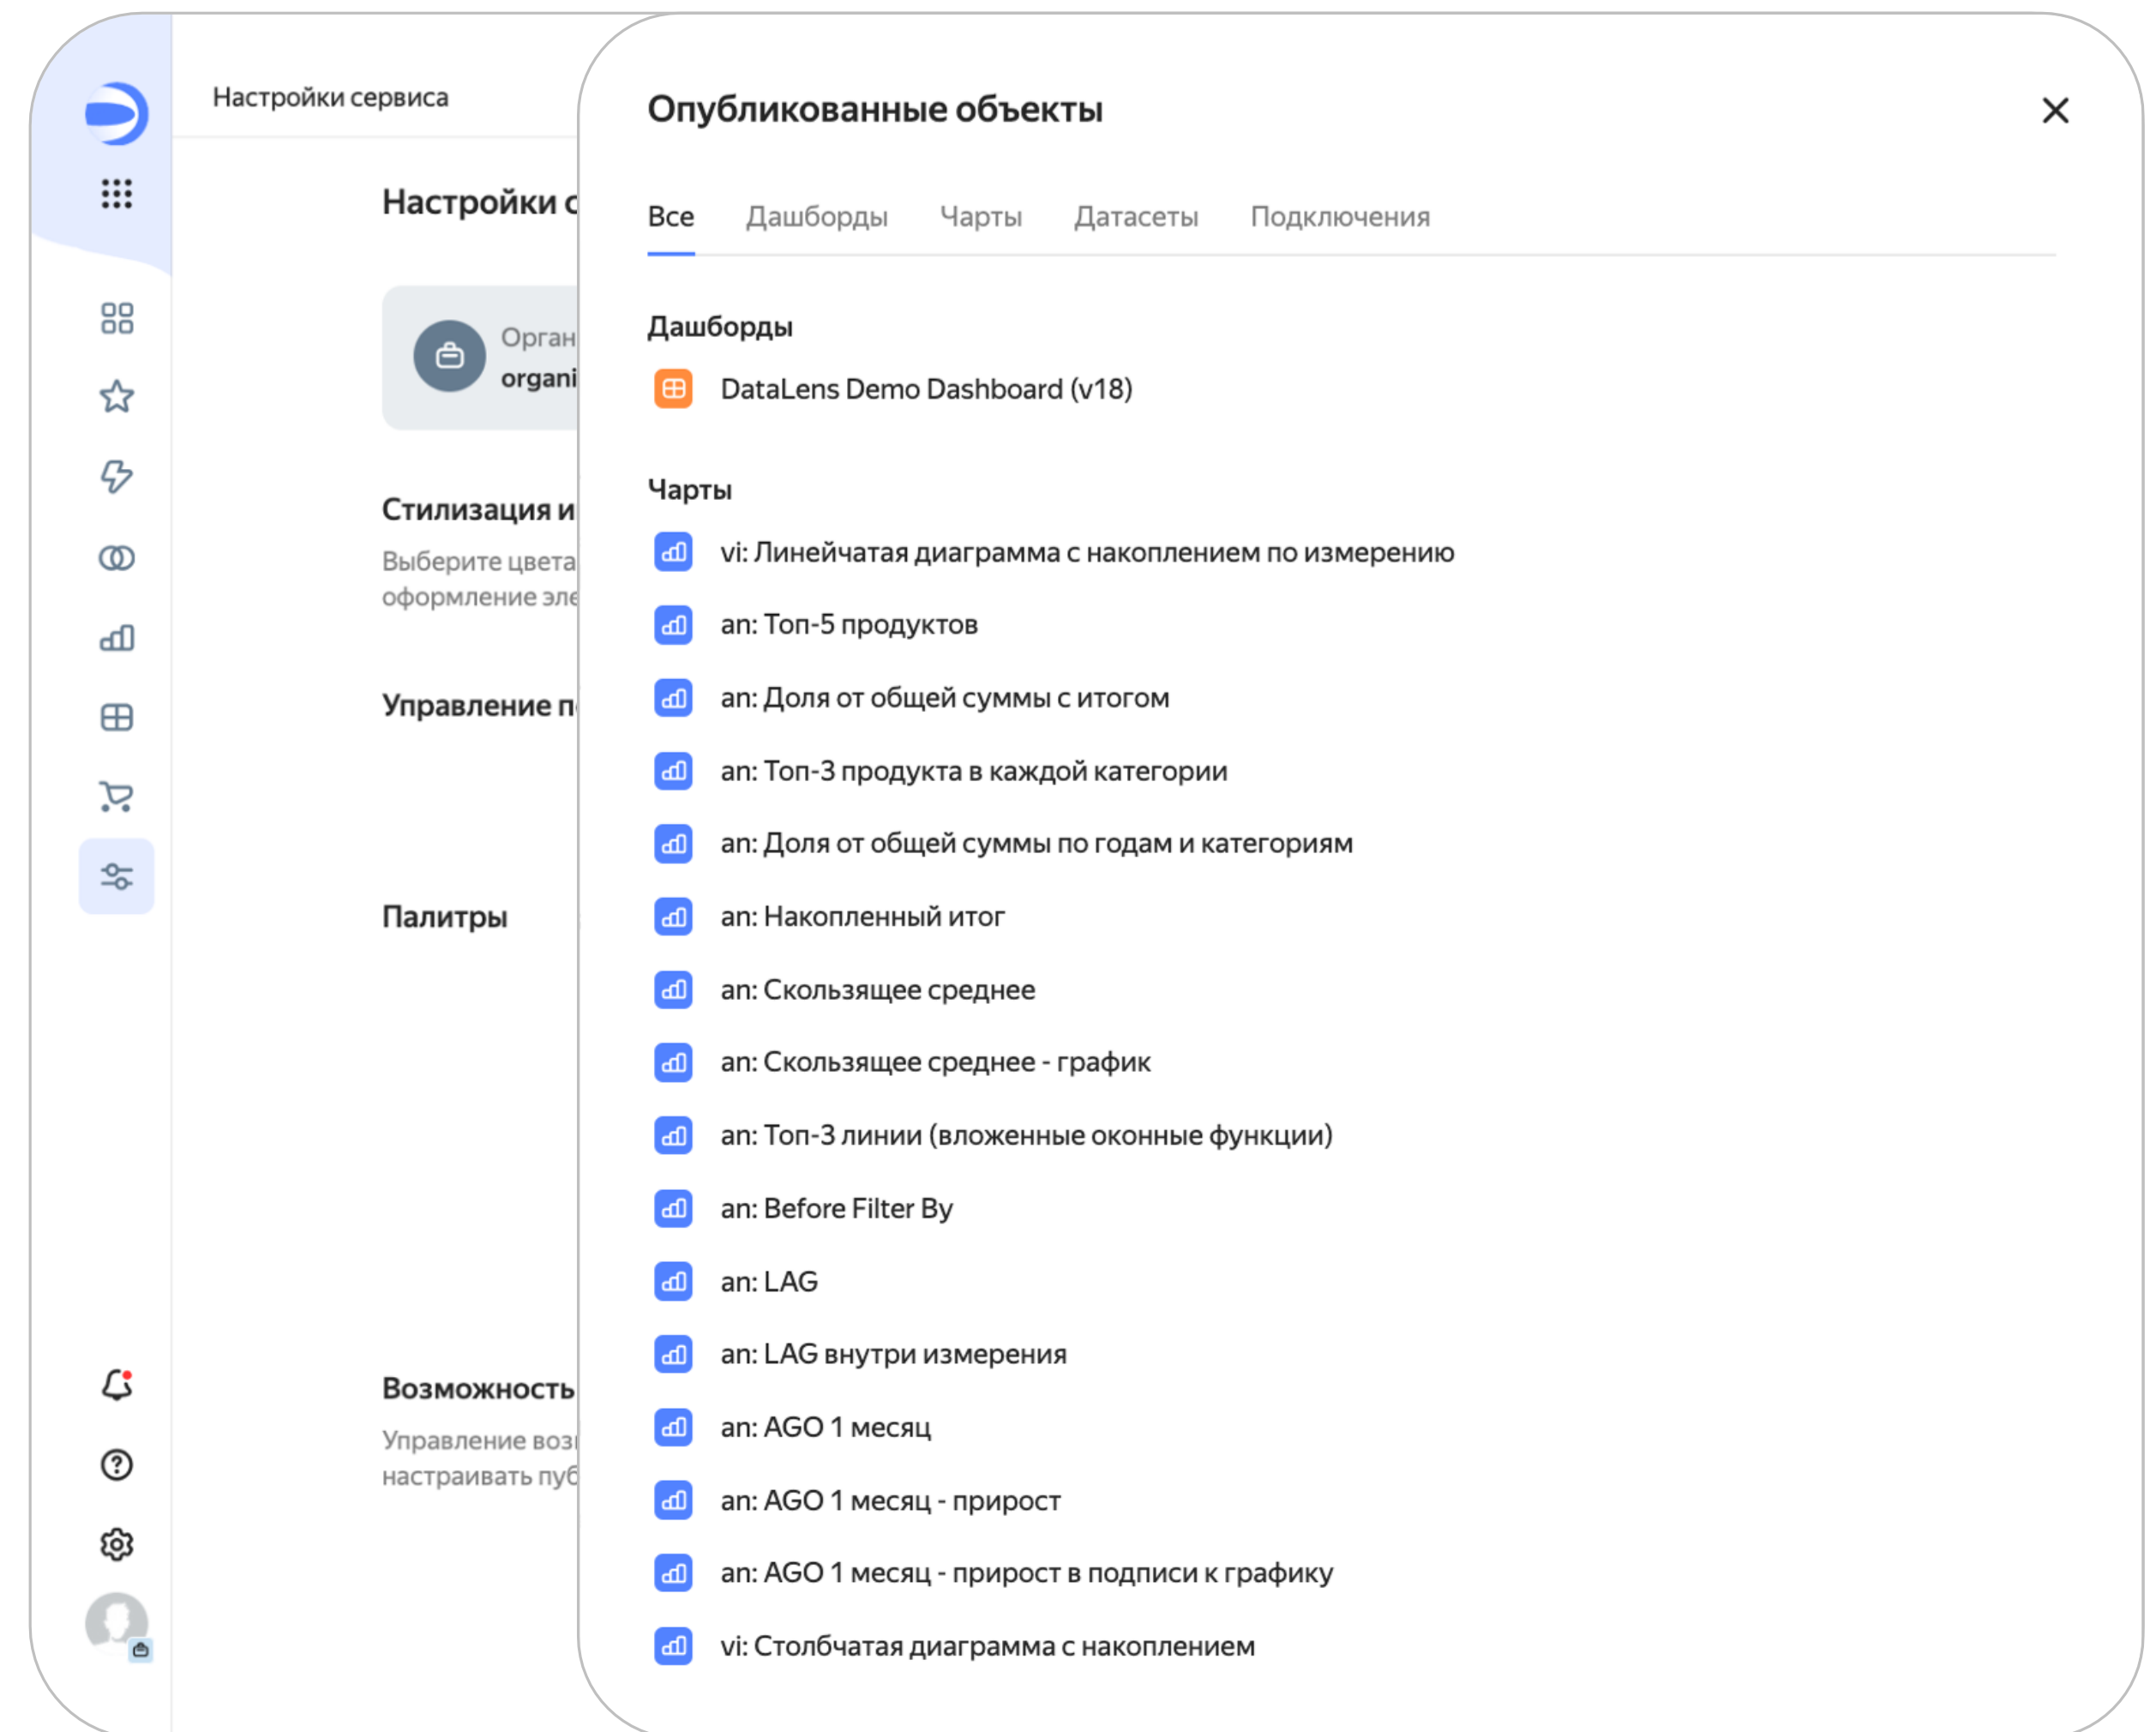 Настройки сервиса
Настройки с
Орган
organi
Стилизация и
Выберите цвета
оформление эле
Управление п
Палитры
Возможность
Управление воз
настраивать пуб
Опубликованные объекты
Все Дашборды Чарты Датасеты Подключения
Дашборды
DataLens Demo Dashboard (v18)
Чарты
vi: Линейчатая диаграмма с накоплением по измерению
an: Топ-5 продуктов
an: Доля от общей суммы с итогом
an: Топ-3 продукта в каждой категории
an: Доля от общей суммы по годам и категориям
an: Накопленный итог
an: Скользящее среднее
an: Скользящее среднее - график
an: Топ-3 линии (вложенные оконные функции)
an: Before Filter By
an: LAG
an: LAG внутри измерения
an: AGO 1 месяц
an: AGO 1 месяц - прирост
an: AGO 1 месяц - прирост в подписи к графику
vi: Столбчатая диаграмма с накоплением